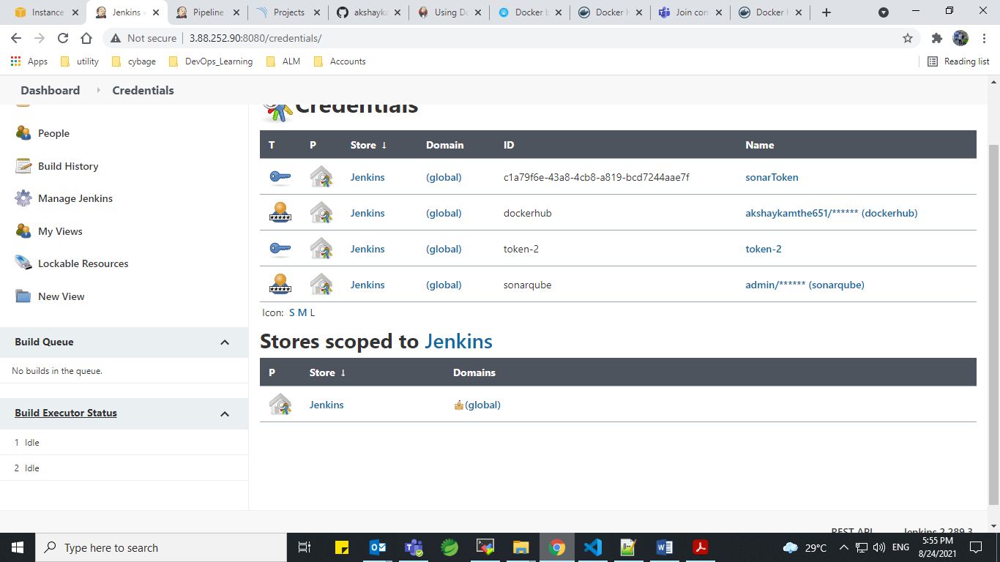 Instance
Jenkins
Pipeline
Projects
akshayka
Using Do
Docker b
Docker H
Join con
Docker H
Not secure
3.88.252.90:8080/credentials/
Apps
utility
cybage
DevOps_Learning
ALM
Accounts
Reading list
Dashboard
Credentials
Credentials
People
Build History
Manage Jenkins
My Views
Lockable Resources
New View
Build Queue
No builds in the queue.
Build Executor Status
1 Idle
2 Idle
T P Store ↓ Domain ID Name
Jenkins (global) c1a79f6e-43a8-4cb8-a819-bcd7244aae7f sonarToken
Jenkins (global) dockerhub akshaykamthe651/****** (dockerhub)
Jenkins (global) token-2 token-2
Jenkins (global) sonarqube admin/****** (sonarqube)
Icon: S M L
Stores scoped to Jenkins
P Store ↓ Domains
Jenkins (global)
REST API Jenkins 2.289.3
Type here to search
29°C
ENG
5:55 PM
8/24/2021